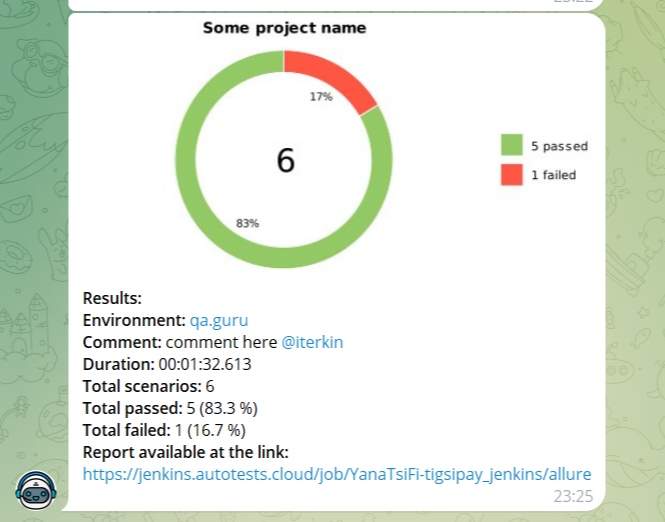 Some project name
17%
6
83%
5 passed
1 failed
Results:
Environment: qa.guru
Comment: comment here @iterkin
Duration: 00:01:32.613
Total scenarios: 6
Total passed: 5 (83.3 %)
Total failed: 1 (16.7 %)
Report available at the link:
https://jenkins.autotests.cloud/job/YanaTsiFi-tigsipay_jenkins/allure
23:25